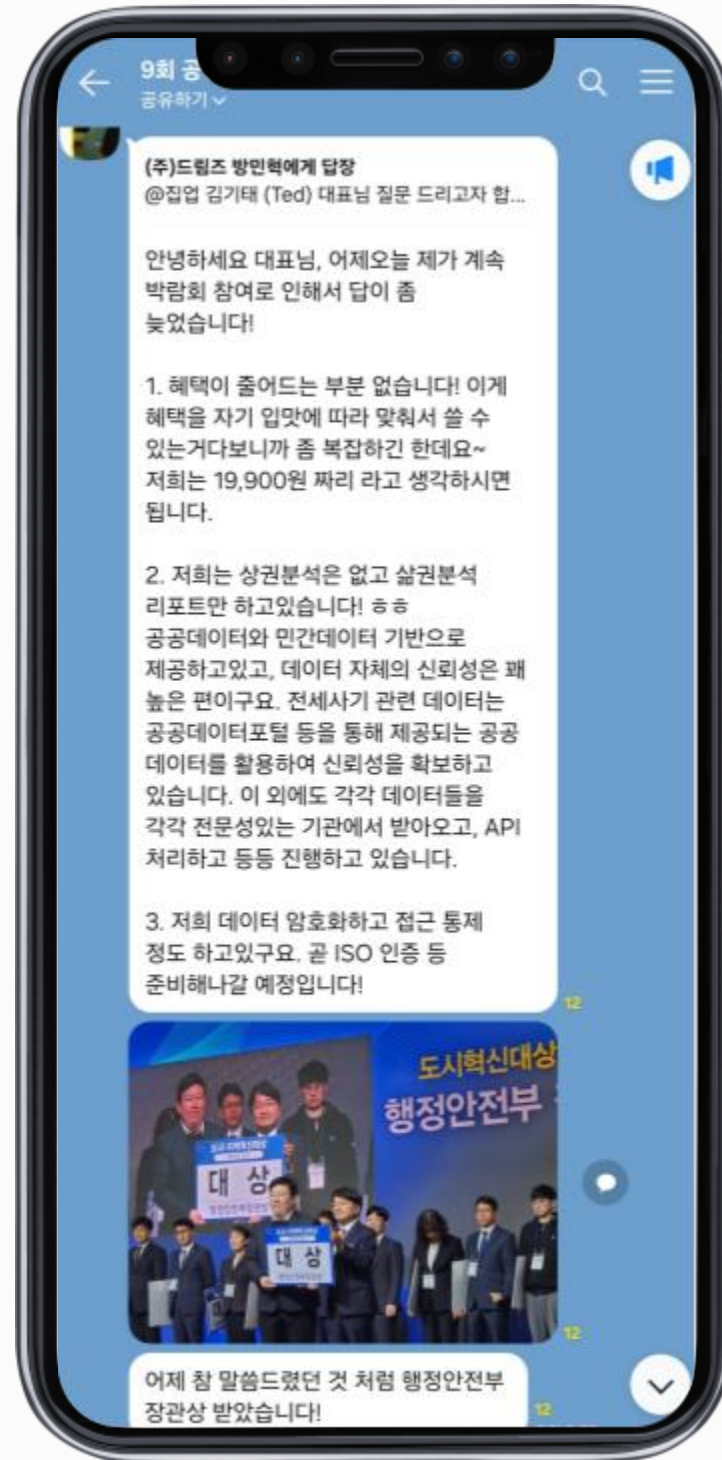 9회 공
공유하기
(주)드림즈 방민혁에게 답장
@집업 김기태 (Ted) 대표님 질문 드리고자 합...
안녕하세요 대표님, 어제오늘 제가 계속
박람회 참여로 인해서 답이 좀
늦었습니다!
1. 혜택이 줄어드는 부분 없습니다! 이게
혜택을 자기 입맛에 따라 맞춰서 쓸 수
있는거다보니까 좀 복잡하긴 한데요~
저희는 19,900원 짜리 라고 생각하시면
됩니다.
2. 저희는 상권분석은 없고 삶권분석
리포트만 하고있습니다! ㅎㅎ
공공데이터와 민간데이터 기반으로
제공하고있고, 데이터 자체의 신뢰성은 꽤
높은 편이구요. 전세사기 관련 데이터는
공공데이터포털 등을 통해 제공되는 공공
데이터를 활용하여 신뢰성을 확보하고
있습니다. 이 외에도 각각 데이터들을
각각 전문성있는 기관에서 받아오고, API
처리하고 등등 진행하고 있습니다.
3. 저희 데이터 암호화하고 접근 통제
정도 하고있구요. 곧 ISO 인증 등
준비해나갈 예정입니다!
12
도시혁신대상
행정안전부
대 상
대 상
12
어제 참 말씀드렸던 것 처럼 행정안전부
장관상 받았습니다!
12